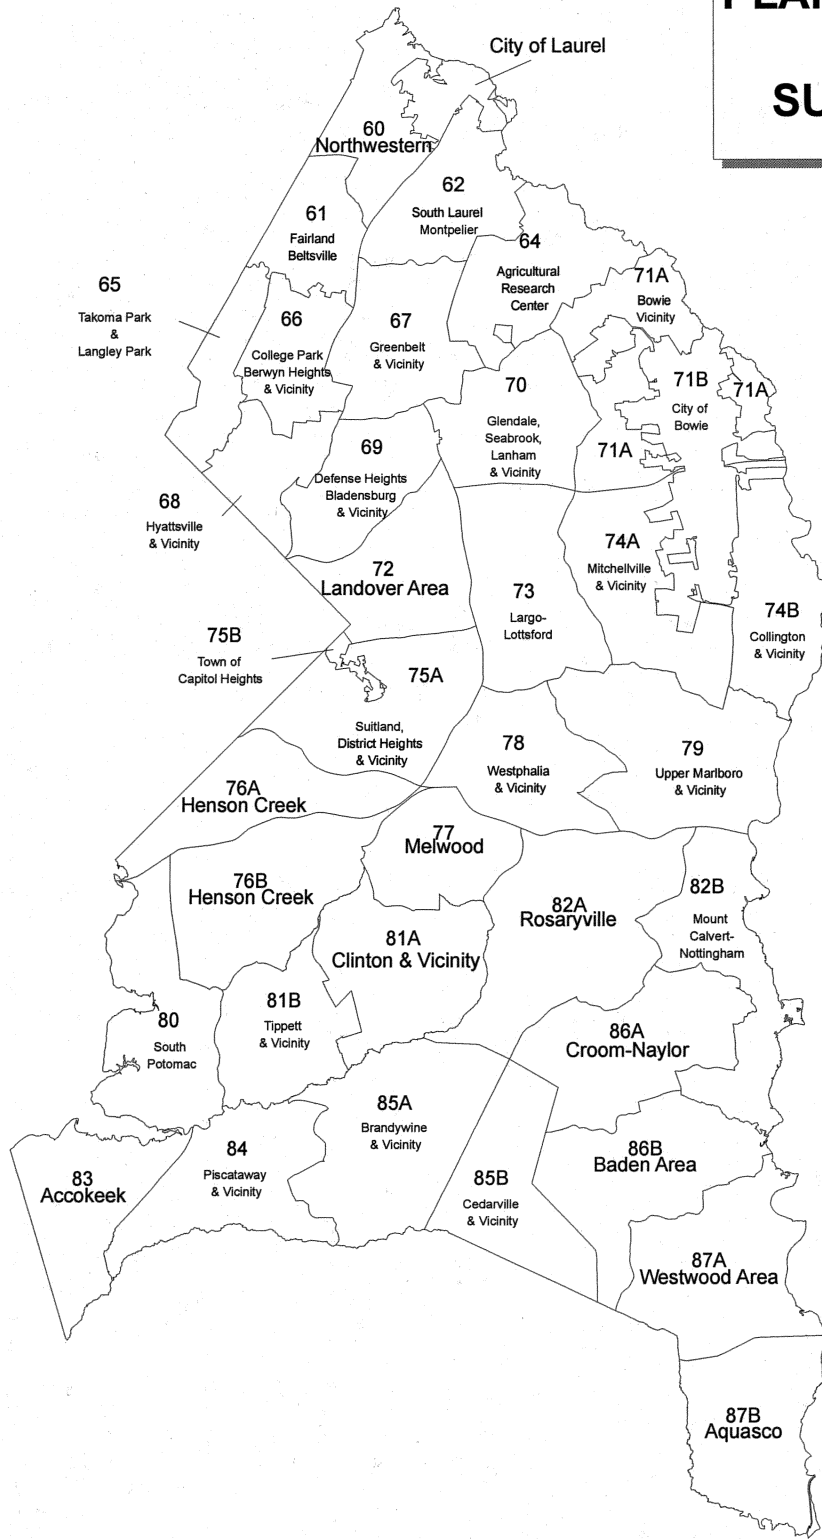 SU
City of Laurel
60
Northwestern
62
South Laurel
Montpelier
61
Fairland
Beltsville
64
Agricultural
Research
Center
65
Takoma Park
&
Langley Park
71A
Bowie
Vicinity
66
College Park
Berwyn Heights
& Vicinity
67
Greenbelt
& Vicinity
70
Glendale,
Seabrook,
Lanham
& Vicinity
71B
City of
Bowie
71A
71A
69
Defense Heights
Bladensburg
& Vicinity
68
Hyattsville
& Vicinity
72
Landover Area
73
Largo-
Lottsford
74A
Mitchellville
& Vicinity
74B
Collington
& Vicinity
75B
Town of
Capitol Heights
75A
Suitland,
District Heights
& Vicinity
78
Westphalia
& Vicinity
79
Upper Marlboro
& Vicinity
76A
Henson Creek
77
Melwood
76B
Henson Creek
82A
Rosaryville
82B
Mount
Calvert-
Nottingham
81A
Clinton & Vicinity
81B
Tippett
& Vicinity
80
South
Potomac
86A
Croom-Naylor
85A
Brandywine
& Vicinity
84
Piscataway
& Vicinity
83
Accokeek
85B
Cedarville
& Vicinity
86B
Baden Area
87A
Westwood Area
87B
Aquasco